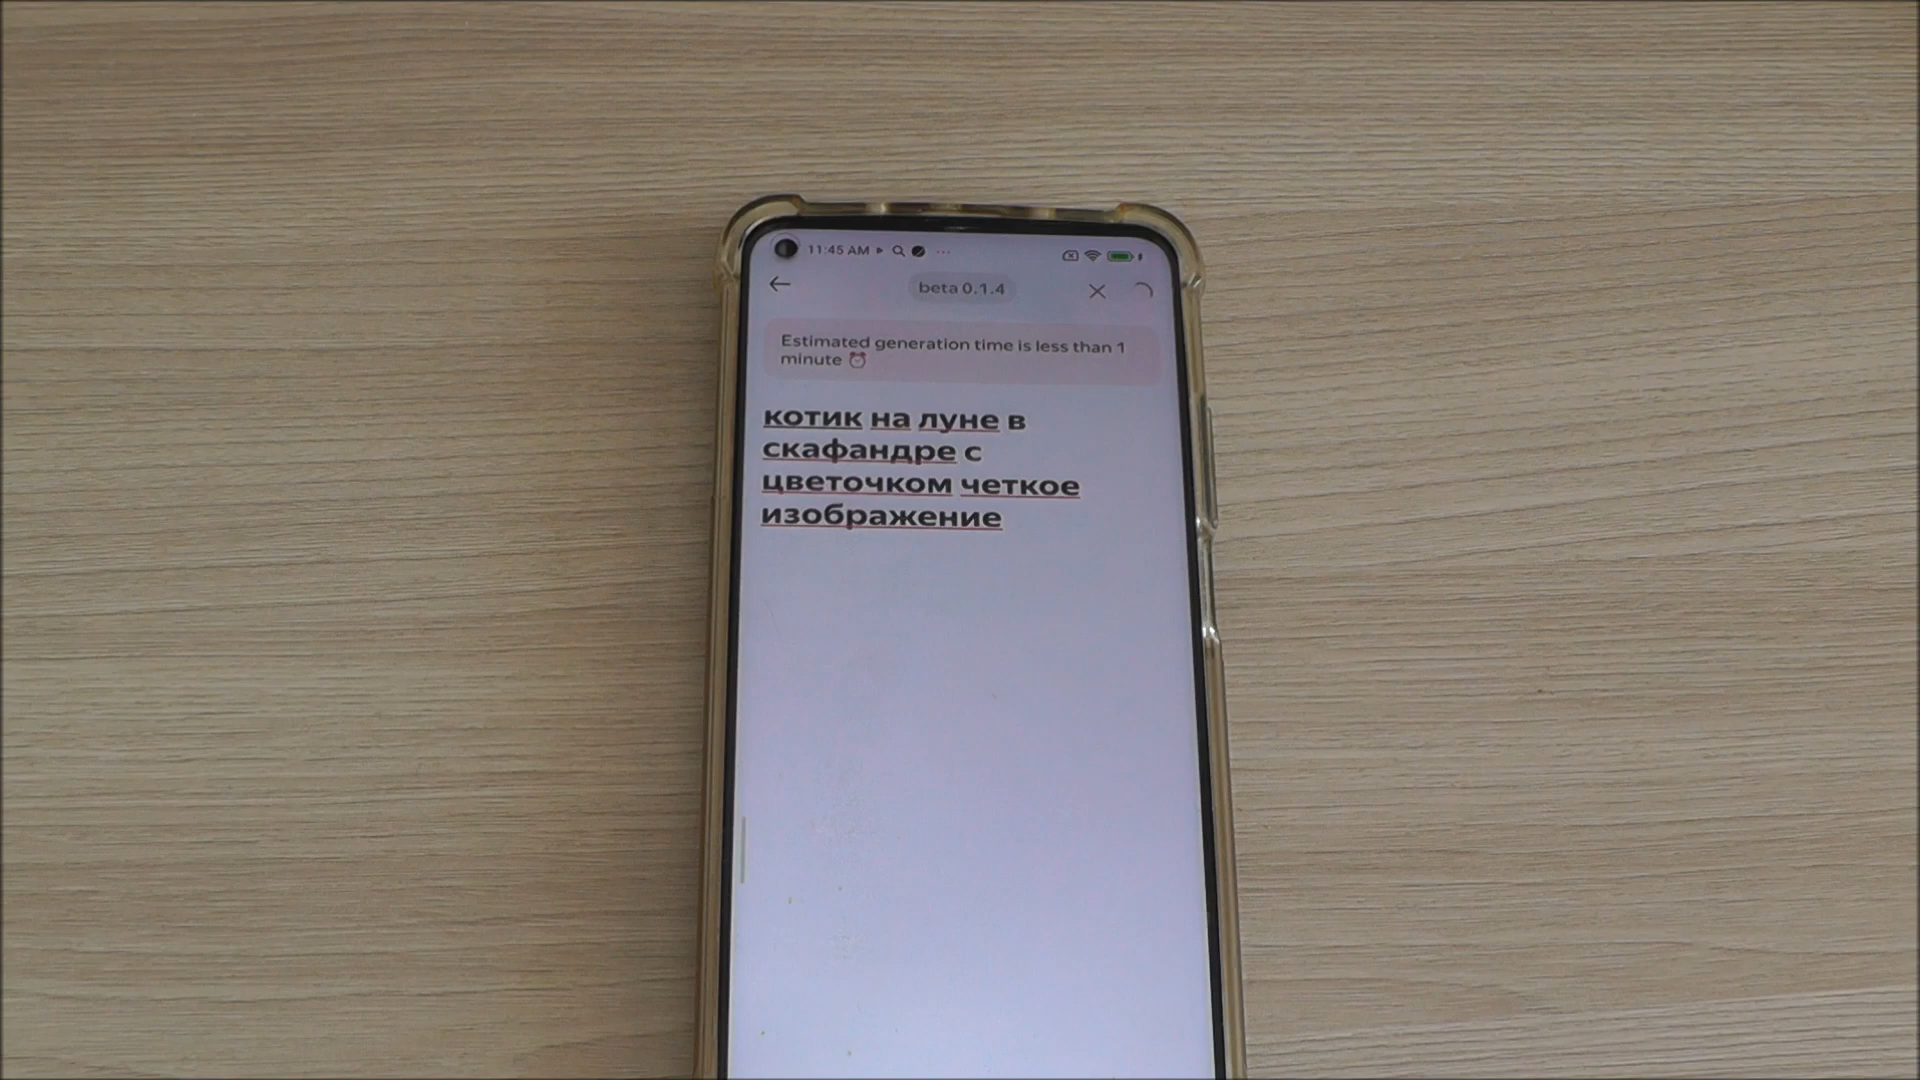 11:45 AM
beta 0.1.4
Estimated generation time is less than 1
minute ⏰
котик на луне в
скафандре с
цветочком четкое
изображение